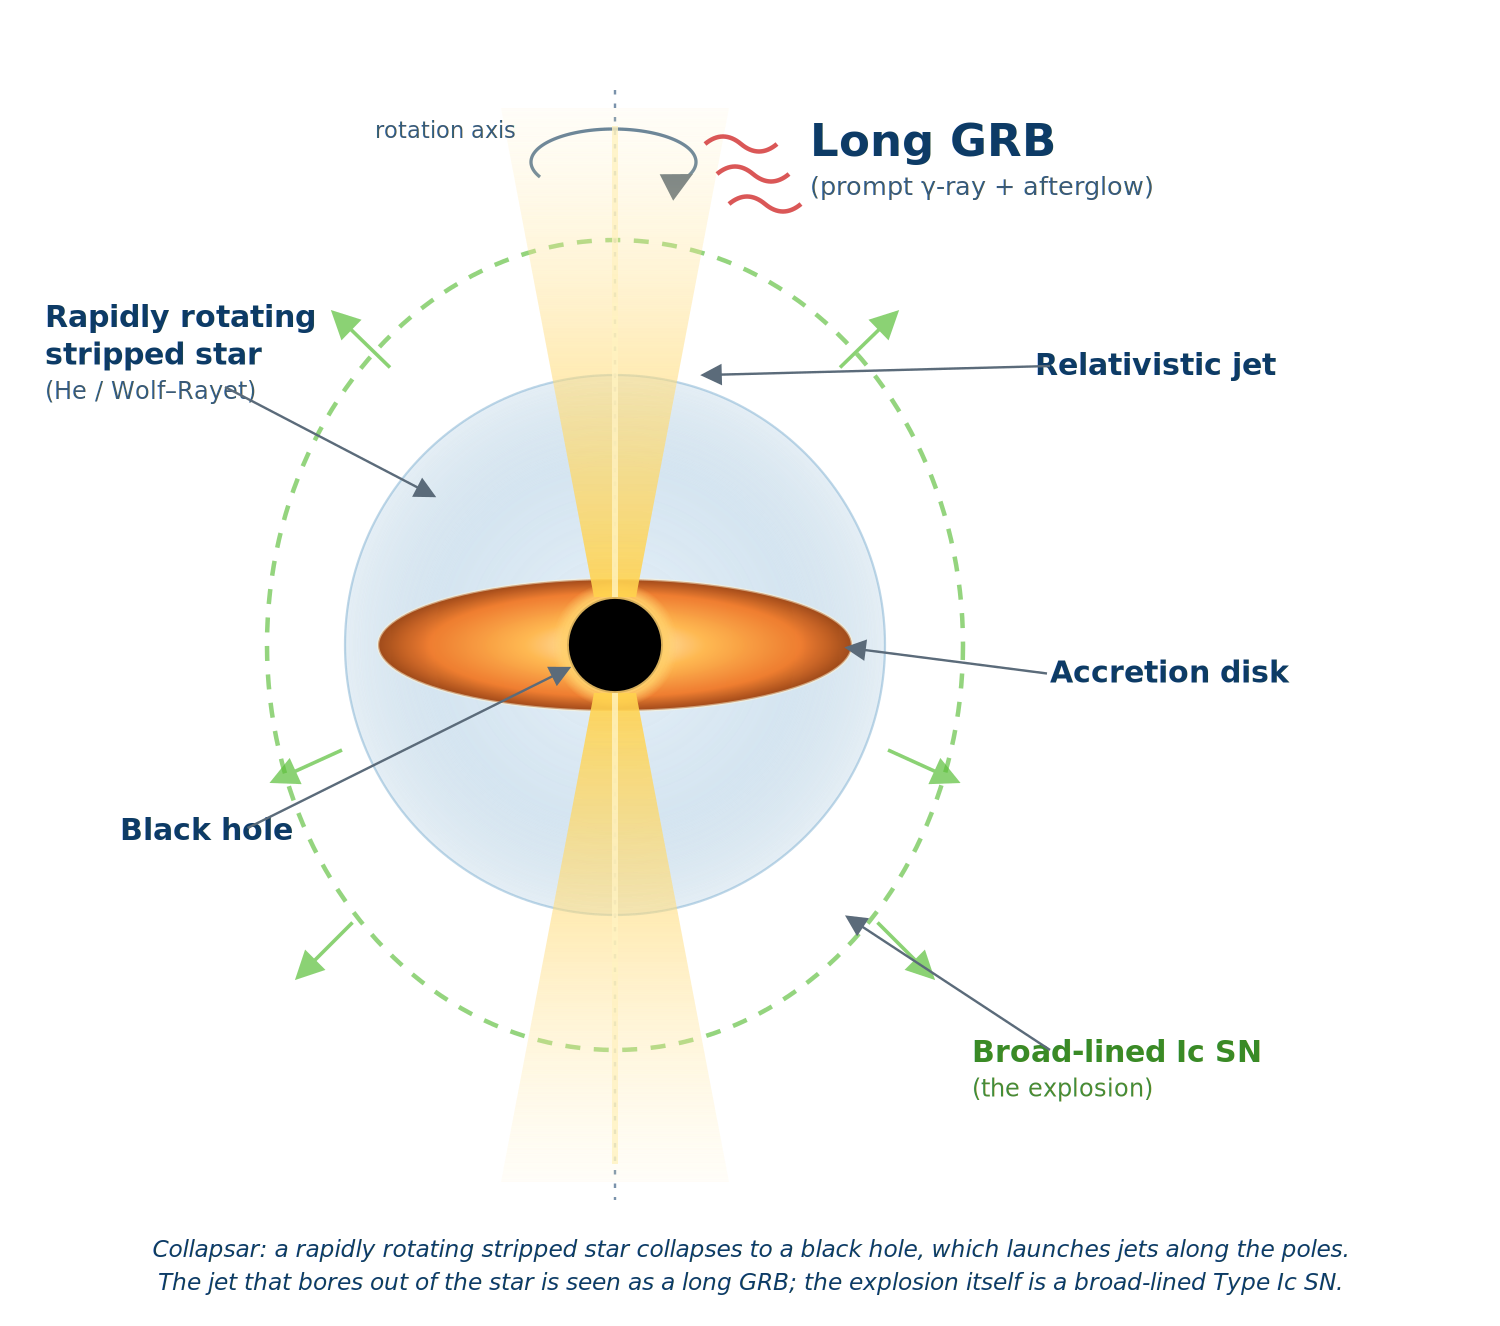 rotation axis
Long GRB
(prompt γ-ray + afterglow)
Rapidly rotating
stripped star
(He / Wolf–Rayet)
Relativistic jet
Accretion disk
Black hole
Broad-lined Ic SN
(the explosion)
Collapsar: a rapidly rotating stripped star collapses to a black hole, which launches jets along the poles.
The jet that bores out of the star is seen as a long GRB; the explosion itself is a broad-lined Type Ic SN.